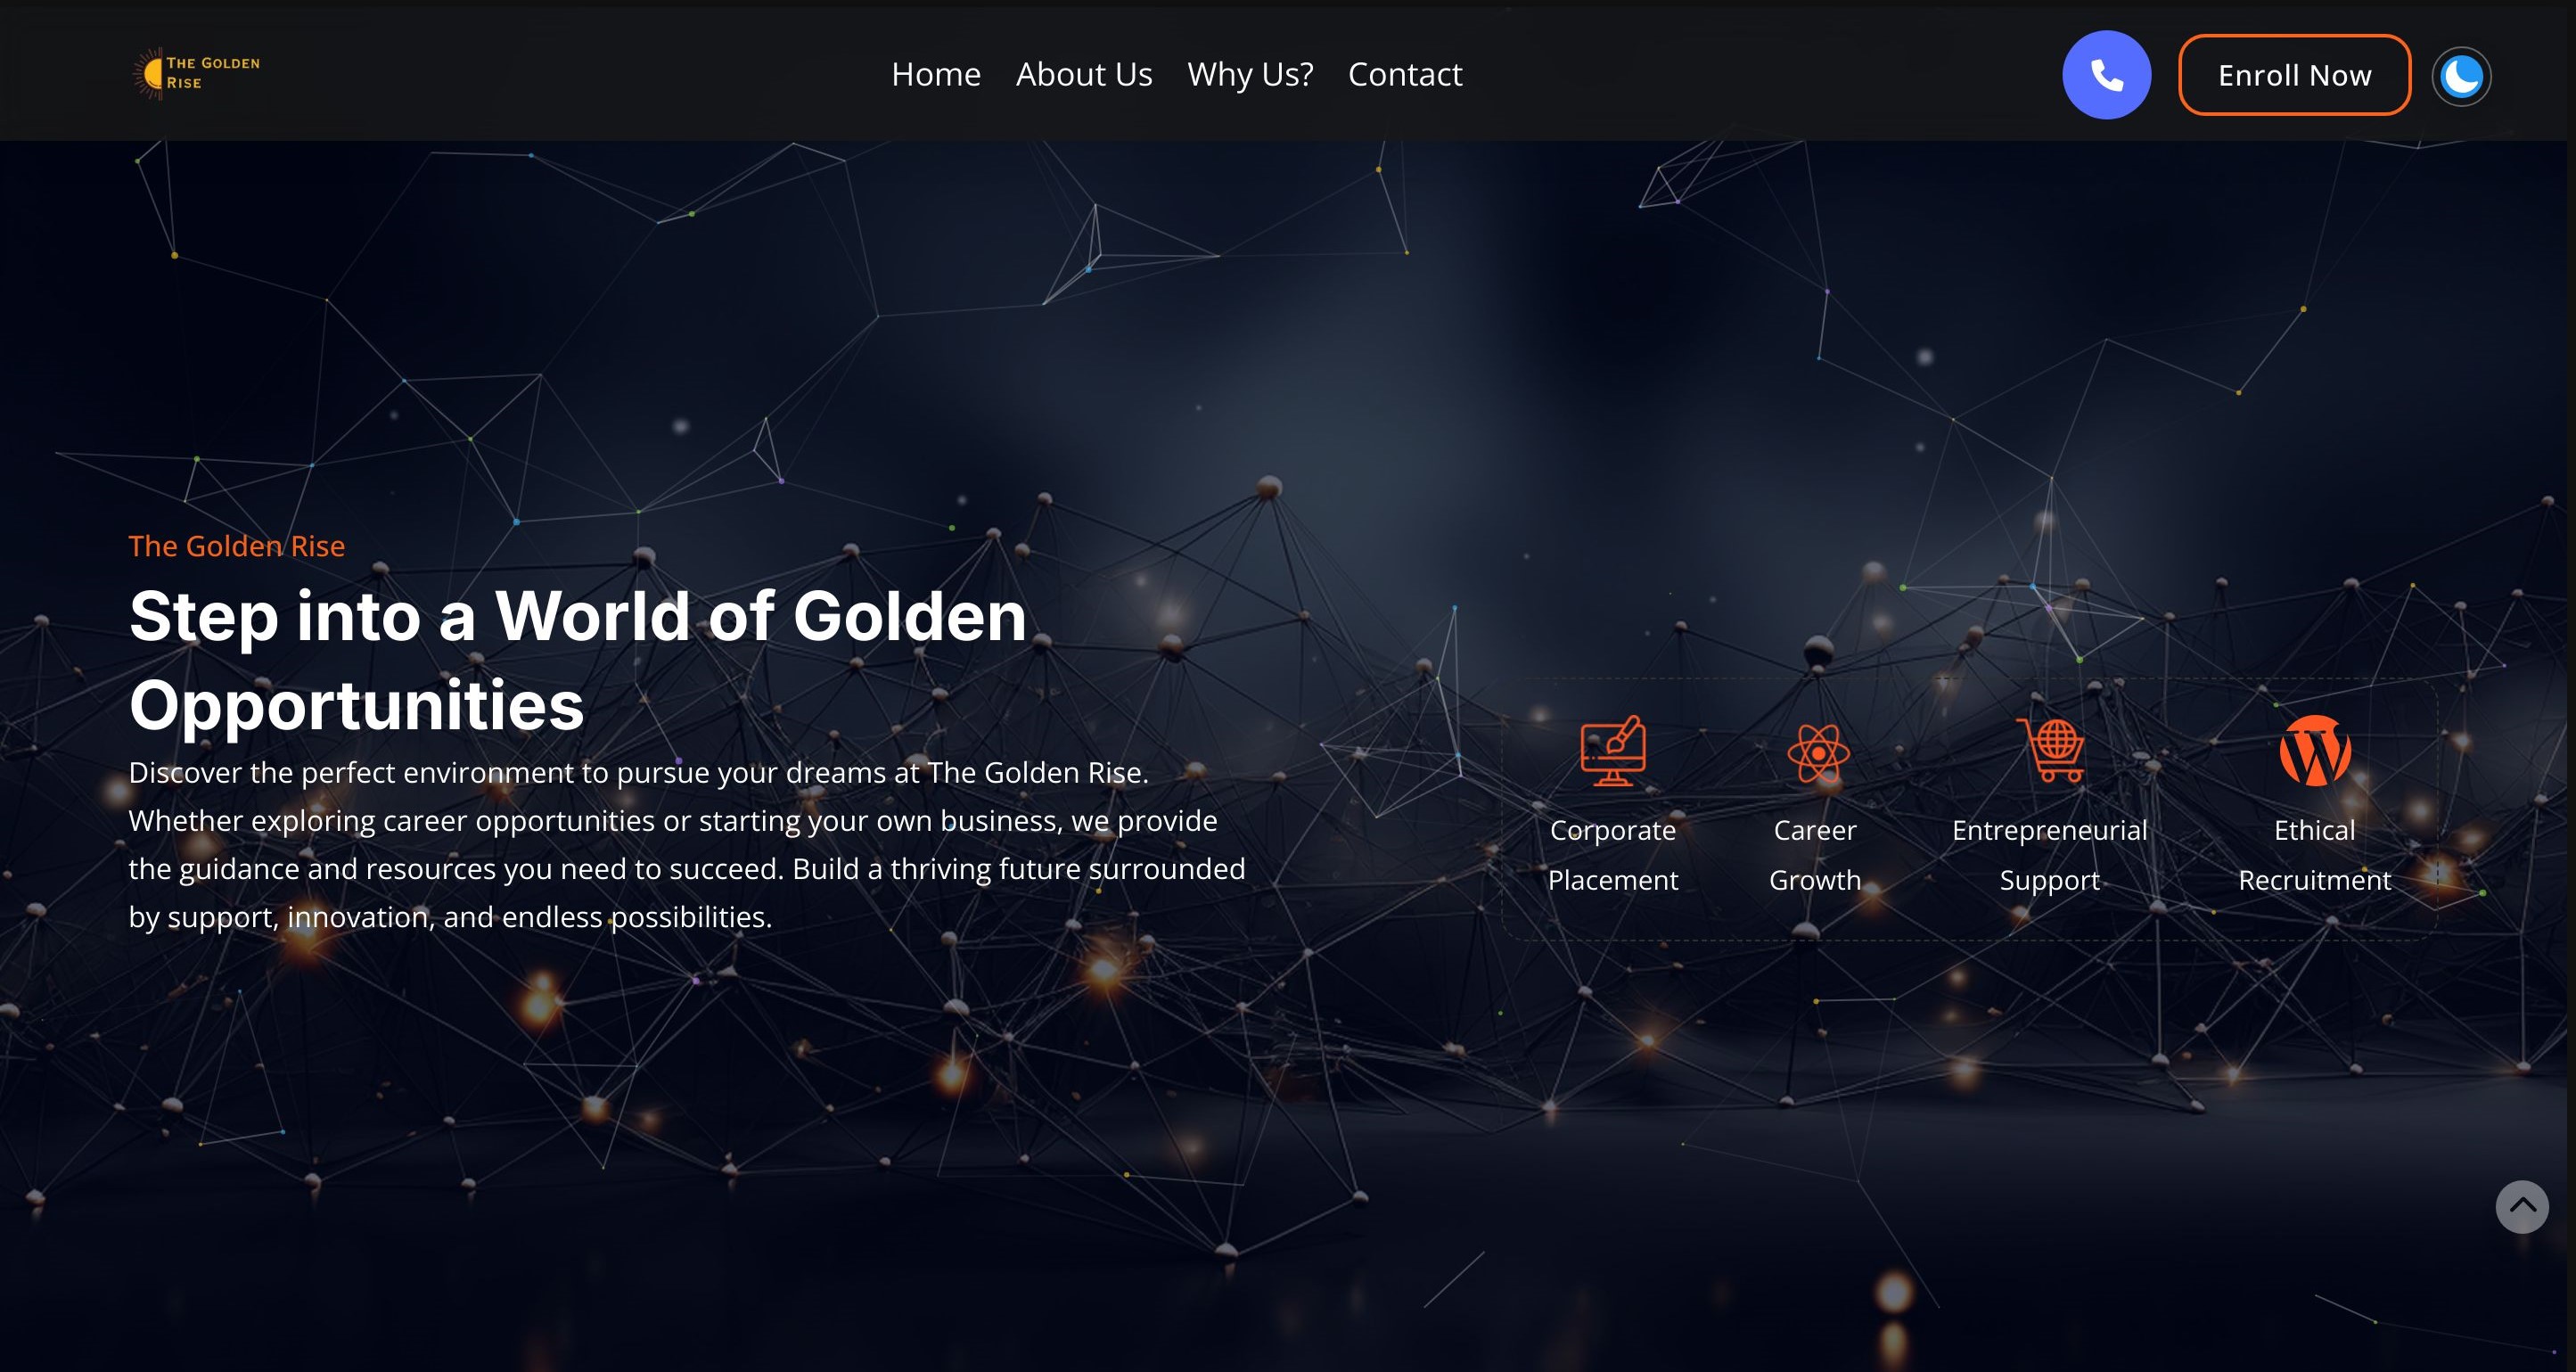 The Golden
Rise
Home About Us Why Us? Contact
Enroll Now
The Golden Rise
Step into a World of Golden
Opportunities
Discover the perfect environment to pursue your dreams at The Golden Rise.
Whether exploring career opportunities or starting your own business, we provide
the guidance and resources you need to succeed. Build a thriving future surrounded
by support, innovation, and endless possibilities.
Corporate
Placement
Career
Growth
Entrepreneurial
Support
Ethical
Recruitment